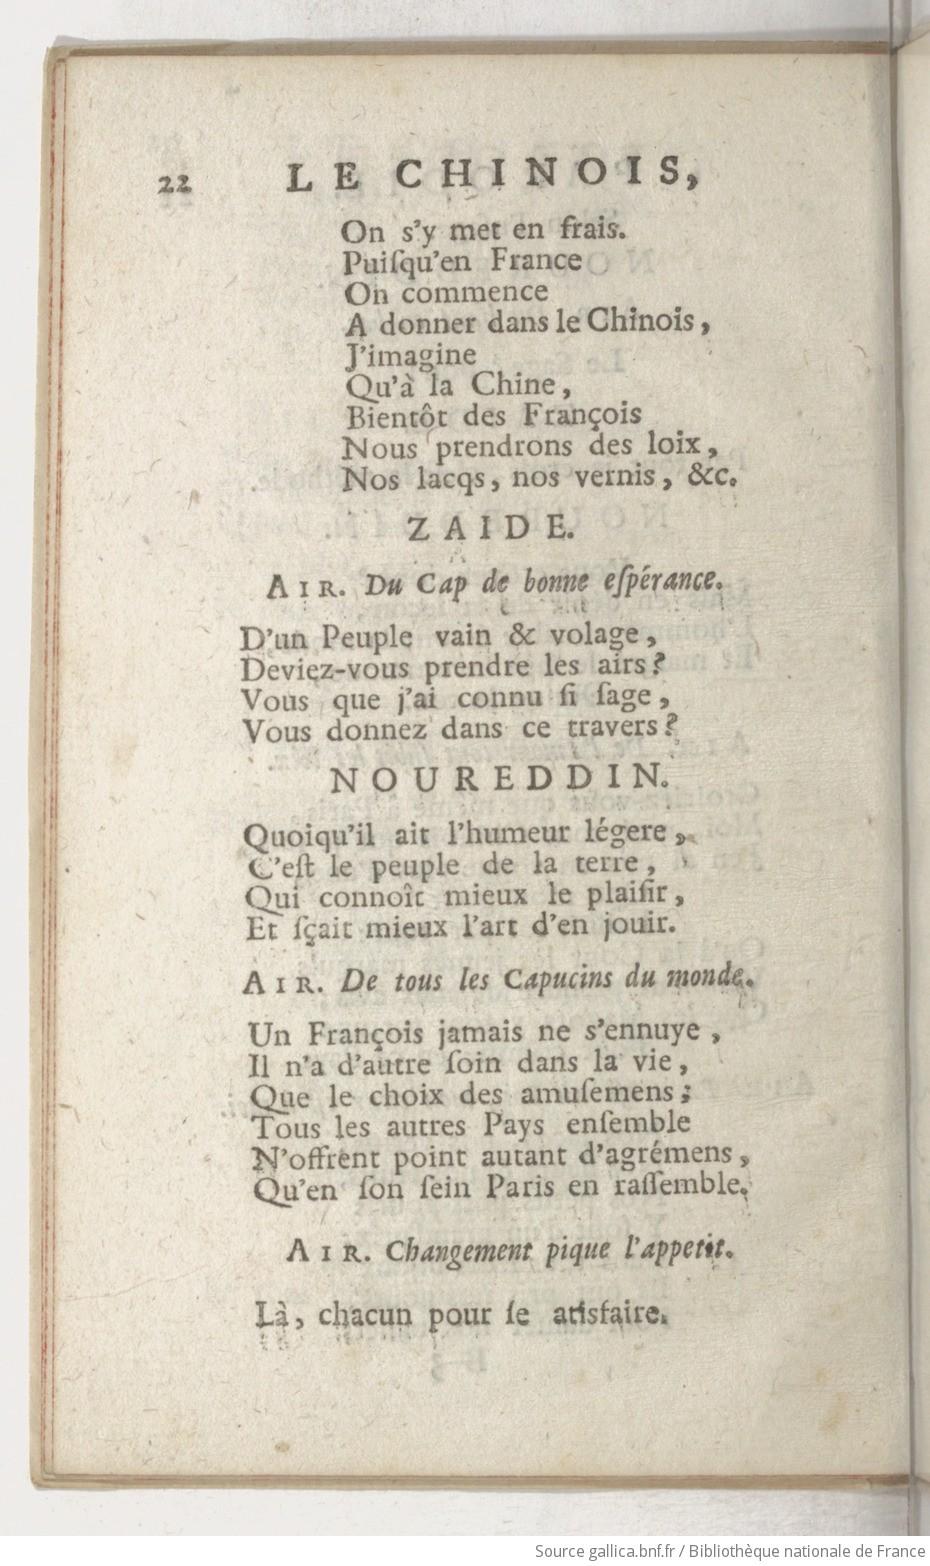 22 LE CHINOIS,
On s'y met en frais.
Puiſqu'en France
On commence
A donner dans le Chinois,
J'imagine
Qu'à la Chine,
Bientôt des François
Nous prendrons des loix,
Nos lacqs, nos vernis, &c.
ZAIDE.
AIR. Du Cap de bonne eſpérance.
D'un Peuple vain & volage,
Deviez-vous prendre les airs?
Vous que j'ai connu ſi ſage,
Vous donnez dans ce travers?
NOUREDDIN.
Quoiqu'il ait l'humeur légere,
C'eſt le peuple de la terre,
Qui connoît mieux le plaiſir,
Et ſçait mieux l'art d'en jouir.
AIR. De tous les Capucins du monde.
Un François jamais ne s'ennuye,
Il n'a d'autre ſoin dans la vie,
Que le choix des amuſemens;
Tous les autres Pays enſemble
N'offrent point autant d'agrémens,
Qu'en ſon ſein Paris en raſſemble.
AIR. Changement pique l'appetit.
Là, chacun pour ſe atisfaire.
Source gallica.bnf.fr / Bibliothèque nationale de France